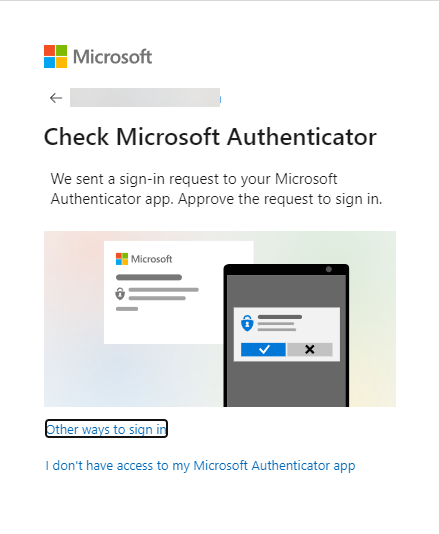 Microsoft
Check Microsoft Authenticator
We sent a sign-in request to your Microsoft
Authenticator app. Approve the request to sign in.
Microsoft
Other ways to sign in
I don't have access to my Microsoft Authenticator app